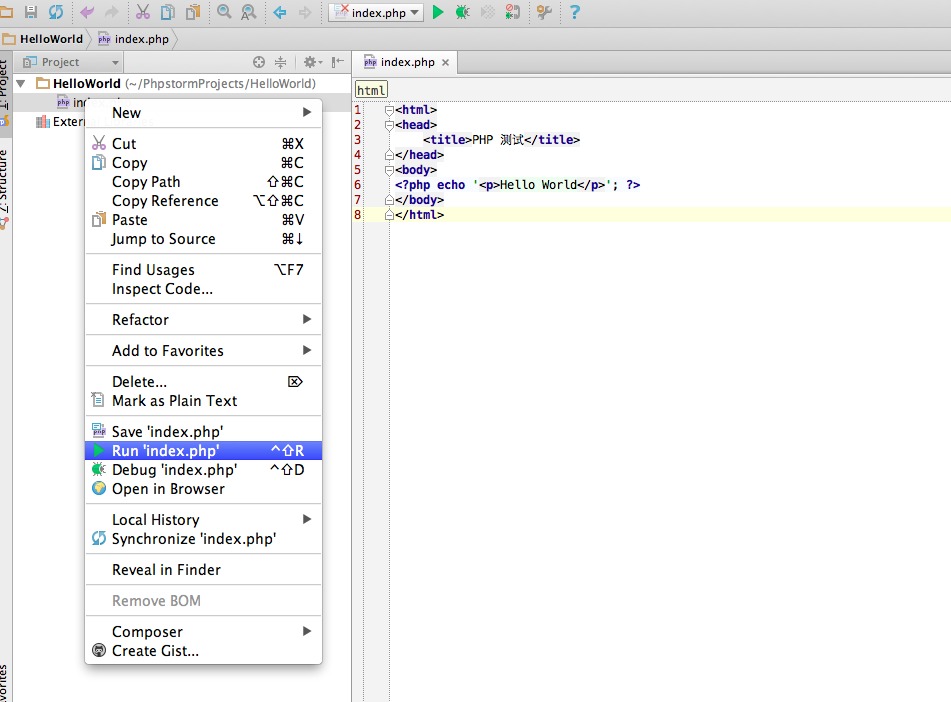 index.php
HelloWorld index.php
Project
index.php
HelloWorld (~/PhpstormProjects/HelloWorld)
html
New
Cut ⌘X
Copy ⌘C
Copy Path ⇧⌘C
Copy Reference ⌥⇧⌘C
Paste ⌘V
Jump to Source ⌘↓
Find Usages ⌥F7
Inspect Code...
Refactor
Add to Favorites
Delete... ⌦
Mark as Plain Text
Save 'index.php'
Run 'index.php' ^⇧R
Debug 'index.php' ^⇧D
Open in Browser
Local History
Synchronize 'index.php'
Reveal in Finder
Remove BOM
Composer
Create Gist...
1 <html>
2 <head>
3 <title>PHP 测试</title>
4 </head>
5 <body>
6 <?php echo '<p>Hello World</p>'; ?>
7 </body>
8 </html>
Project
Z: Structure